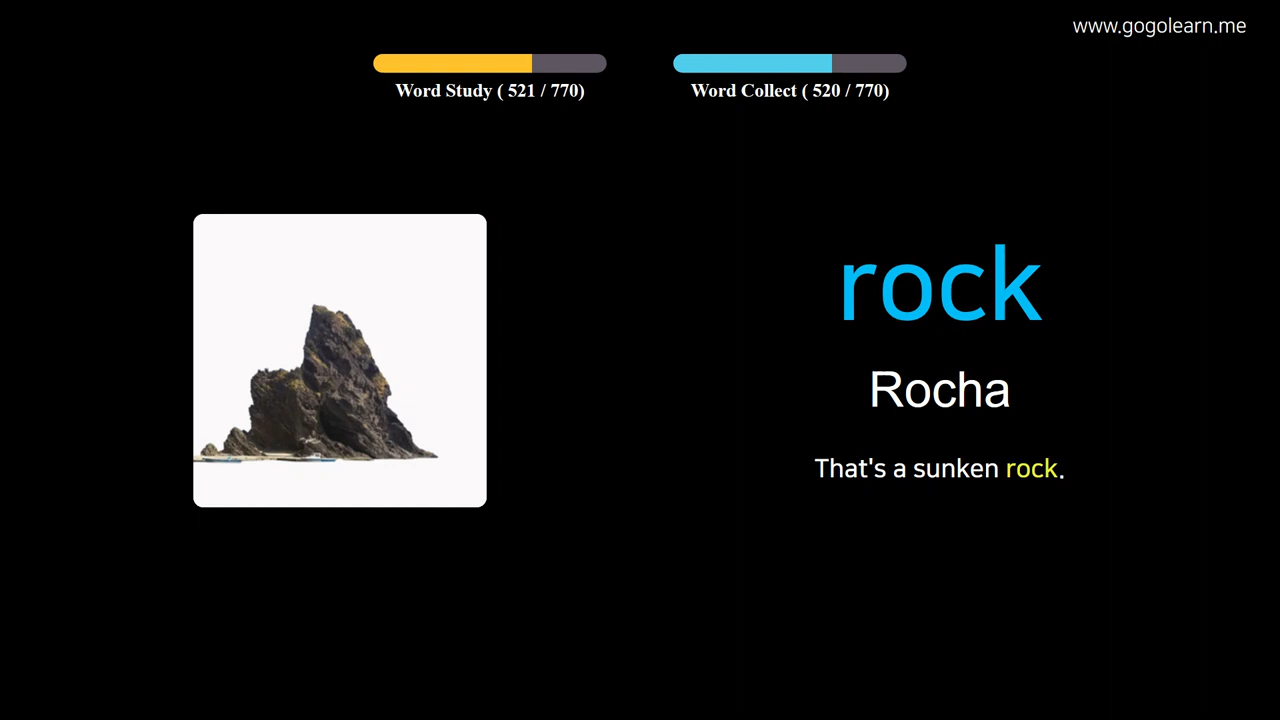 www.gogolearn.me
Word Study ( 521 / 770)
Word Collect ( 520 / 770)
rock
Rocha
That's a sunken rock.